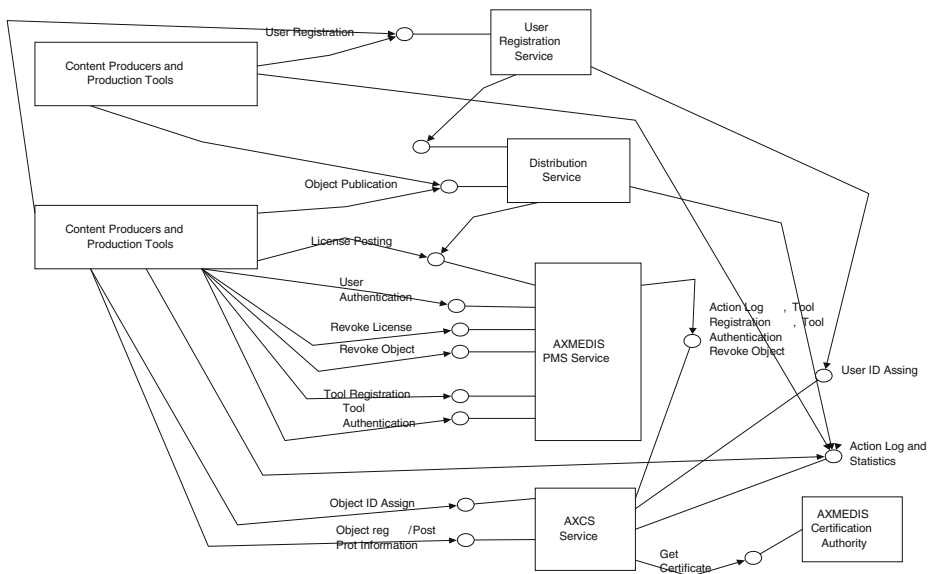 User Registration
User
Registration
Service
Content Producers and
Production Tools
Distribution
Service
Object Publication
Content Producers and
Production Tools
License Posting
User
Authentication
Revoke License
Revoke Object
AXMEDIS
PMS Service
Action Log , Tool
Registration , Tool
Authentication
Revoke Object
User ID Assing
Tool Registration
Tool
Authentication
Action Log and
Statistics
Object ID Assign
Object reg /Post
Prot Information
AXCS
Service
AXMEDIS
Certification
Authority
Get
Certificate